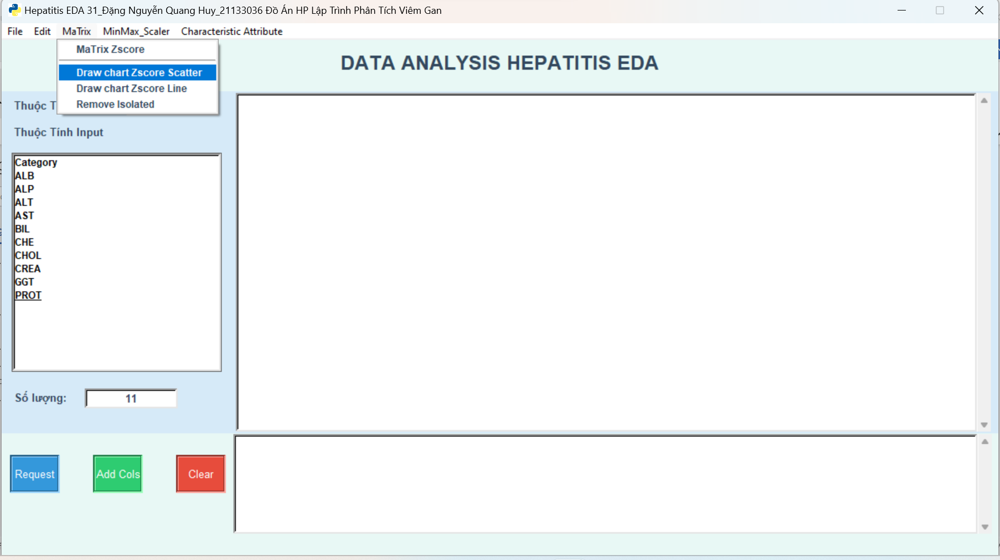 Hepatitis EDA 31_Đặng Nguyễn Quang Huy_21133036 Đồ Án HP Lập Trình Phân Tích Viêm Gan
File Edit MaTrix MinMax_Scaler Characteristic Attribute
MaTrix Zscore
Draw chart Zscore Scatter
Draw chart Zscore Line
Remove Isolated
DATA ANALYSIS HEPATITIS EDA
Thuộc T
Thuộc Tính Input
Category
ALB
ALP
ALT
AST
BIL
CHE
CHOL
CREA
GGT
PROT
Số lượng: 11
Request Add Cols Clear